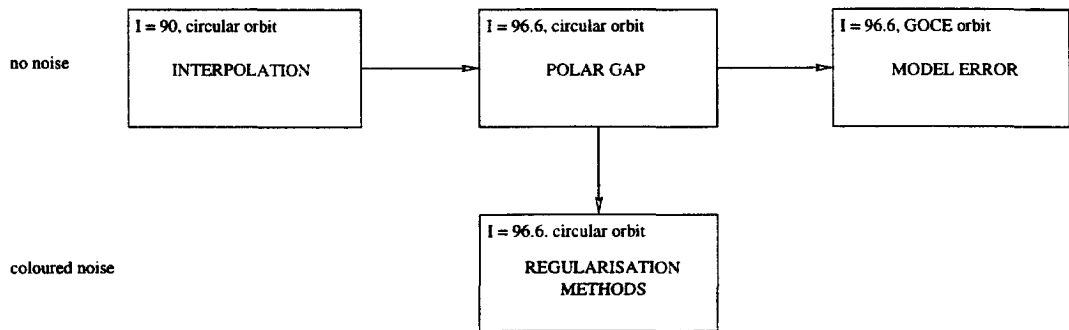 I = 90, circular orbit
INTERPOLATION
I = 96.6, circular orbit
POLAR GAP
I = 96.6, GOCE orbit
MODEL ERROR
no noise
I = 96.6. circular orbit
REGULARISATION
METHODS
coloured noise